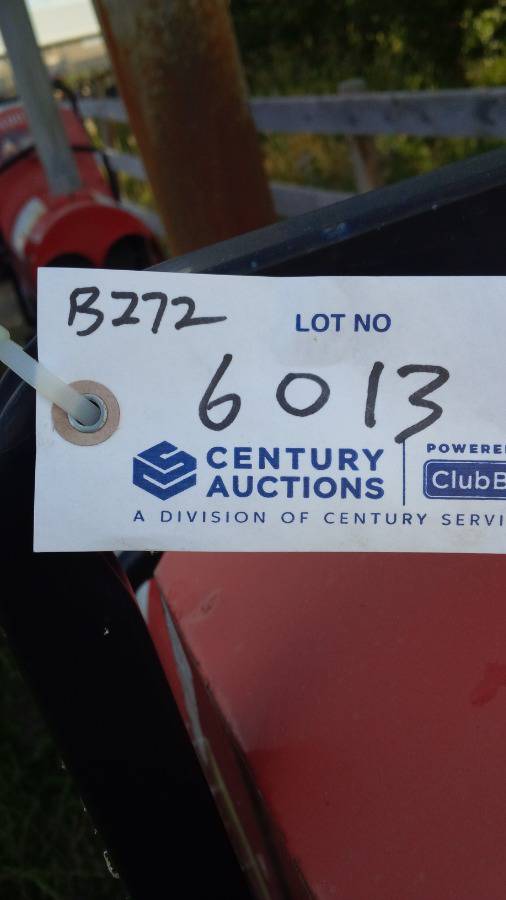 B272 LOT NO
6013
CENTURY
AUCTIONS
POWERE
ClubB
A DIVISION OF CENTURY SERVI